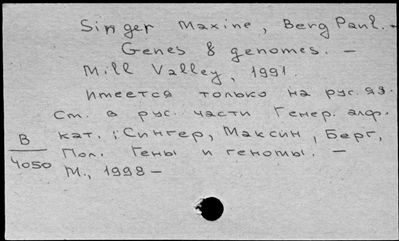 Singer Maxine, Berg Paul. -
Genes & genomes. -
Mill Valley, 1991.
Имеется только на рус. яз.
См. в рус. части Генер. алф.
кат.: Сингер, Максин, Берг,
Пол. Гены и геномы. -
М., 1998 -
В
4050